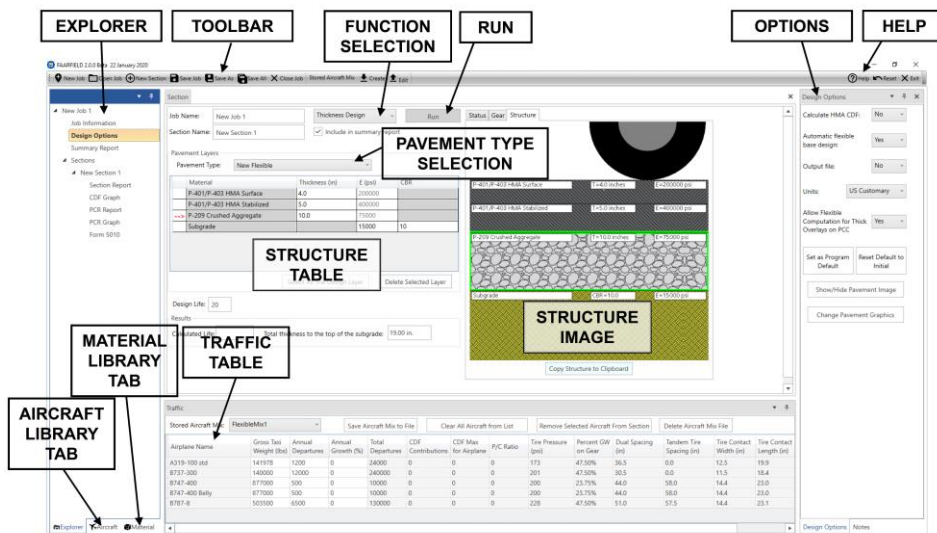 EXPLORER
TOOLBAR
FUNCTION SELECTION
RUN
OPTIONS
HELP
FAARFIELD 2.0.0 Beta 22 January 2020
New Job Open Job New Section Save Job Save As Save All Close Job Stored Aircraft Mix Create Edit Help Reset Exit
New Job 1
Job Information
Design Options
Summary Report
Sections
New Section 1
Section Report
CDF Graph
PCR Report
PCR Graph
Form 5010
Section
Job Name: New Job 1 Thickness Design Run
Section Name: New Section 1 Include in summary report
Pavement Layers
Pavement Type: New Flexible
PAVEMENT TYPE SELECTION
Material Thickness (in) E (psi) CBR
P-401/P-403 HMA Surface 4.0 200000
P-401/P-403 HMA Stabilized 5.0 400000
--> P-209 Crushed Aggregate 10.0 75000
Subgrade 15000 10
STRUCTURE TABLE
Delete Selected Layer
Design Life: 20
Results
Calculated Life: Total thickness to the top of the subgrade: 19.00 in.
Status Gear Structure
P-401/P-403 HMA Surface T=4.0 inches E=200000 psi
P-401/P-403 HMA Stabilized T=5.0 inches E=400000 psi
P-209 Crushed Aggregate T=10.0 inches E=75000 psi
Subgrade CBR=10.0 E=15000 psi
STRUCTURE IMAGE
Copy Structure to Clipboard
Design Options
Calculate HMA CDF: No
Automatic flexible base design: Yes
Output file: No
Units: US Customary
Allow Flexible Computation for Thick Overlays on PCC Yes
Set as Program Default Reset Default to Initial
Show/Hide Pavement Image
Change Pavement Graphics
MATERIAL LIBRARY TAB
TRAFFIC TABLE
AIRCRAFT LIBRARY TAB
Traffic
Stored Aircraft Mix: FlexibleMix1 Save Aircraft Mix to File Clear All Aircraft from List Remove Selected Aircraft From Section Delete Aircraft Mix File
Airplane Name Gross Taxi Weight (lbs) Annual Departures Annual Growth (%) Total Departures CDF Contributions CDF Max for Airplane P/C Ratio Tire Pressure (psi) Percent GW on Gear Dual Spacing (in) Tandem Tire Spacing (in) Tire Contact Width (in) Tire Contact Length (in)
A319-100 std 141978 1200 0 24000 0 0 0 173 47.50% 36.5 0.0 12.5 19.9
B737-300 140000 12000 0 240000 0 0 0 201 47.50% 30.5 0.0 11.5 18.4
B747-400 877000 500 0 10000 0 0 0 200 23.75% 44.0 58.0 14.4 23.0
B747-400 Belly 877000 500 0 10000 0 0 0 200 23.75% 44.0 58.0 14.4 23.0
B787-8 503500 6500 0 130000 0 0 0 228 47.50% 51.0 57.5 14.4 23.1
Explorer Aircraft Material
Design Options Notes